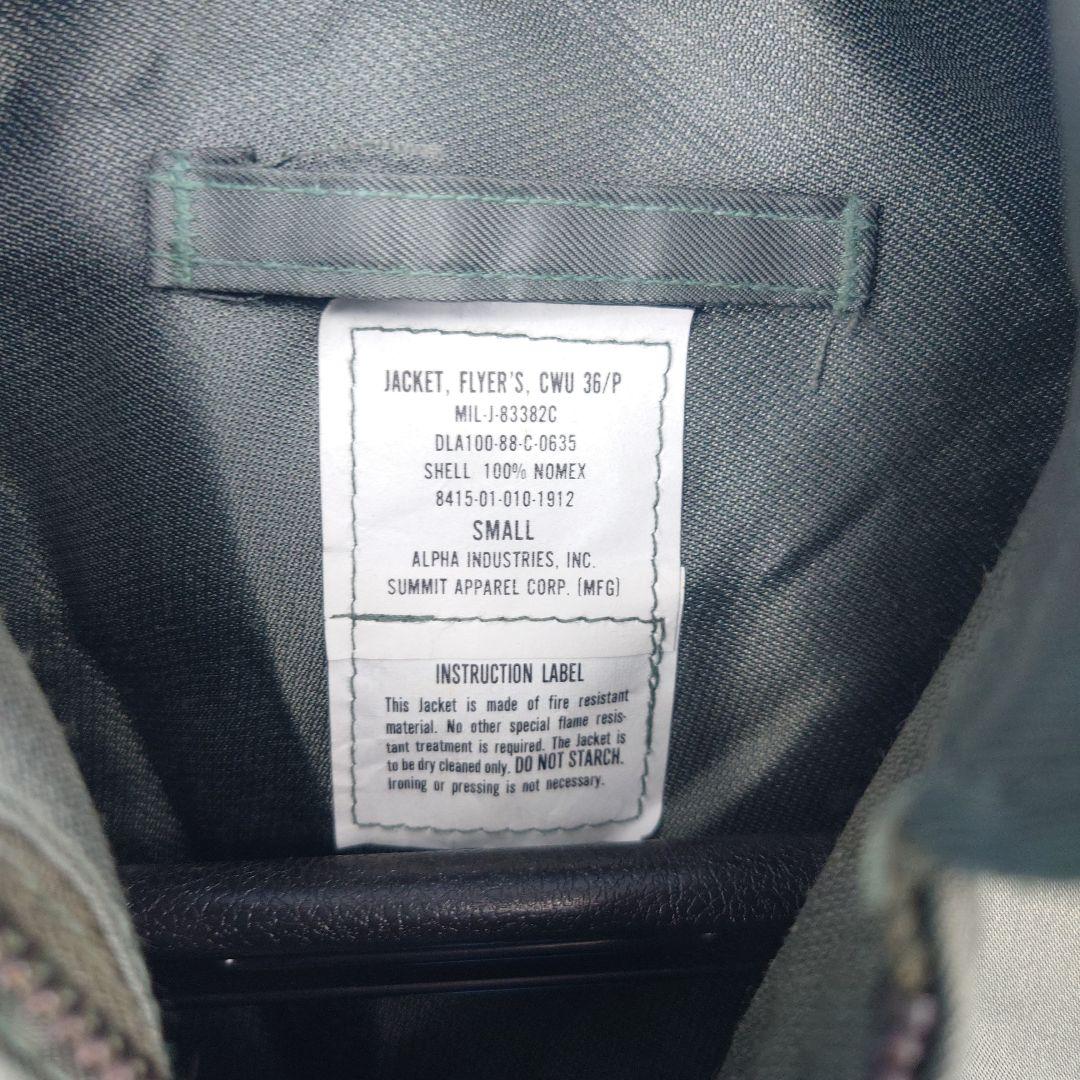 JACKET, FLYER'S, CWU 36/P
MIL-J-83382C
DLA100-88-C-0635
SHELL 100% NOMEX
8415-01-010-1912
SMALL
ALPHA INDUSTRIES, INC.
SUMMIT APPAREL CORP. (MFG)
INSTRUCTION LABEL
This Jacket is made of fire resistant
material. No other special flame resis-
tant treatment is required. The Jacket is
to be dry cleaned only. DO NOT STARCH.
Ironing or pressing is not necessary.